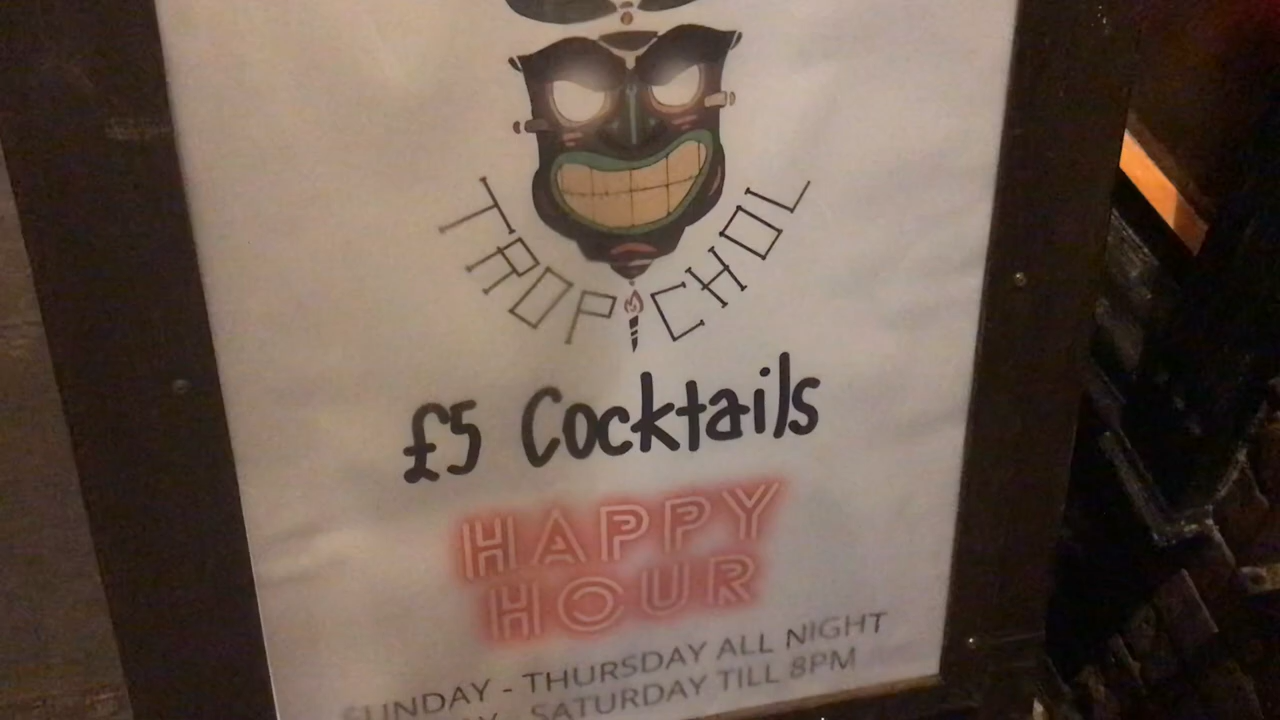 TROPICHOL
£5 Cocktails
HAPPY
HOUR
SUNDAY - THURSDAY ALL NIGHT
- SATURDAY TILL 8PM